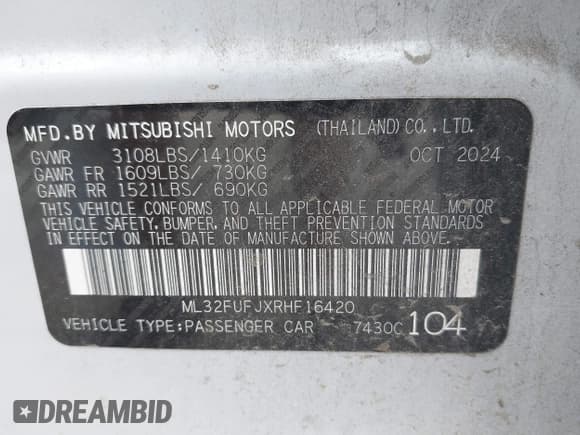 MFD.BY MITSUBISHI MOTORS (THAILAND)CO.,LTD.
GVWR 3108LBS/1410KG OCT 2024
GAWR FR 1609LBS/ 730KG
GAWR RR 1521LBS/ 690KG
THIS VEHICLE CONFORMS TO ALL APPLICABLE FEDERAL MOTOR
VEHICLE SAFETY,BUMPER,AND THEFT PREVENTION STANDARDS
IN EFFECT ON THE DATE OF MANUFACTURE SHOWN ABOVE.
ML32FUFJXRHF16420
VEHICLE TYPE:PASSENGER CAR 7430C 104
DREAMBID